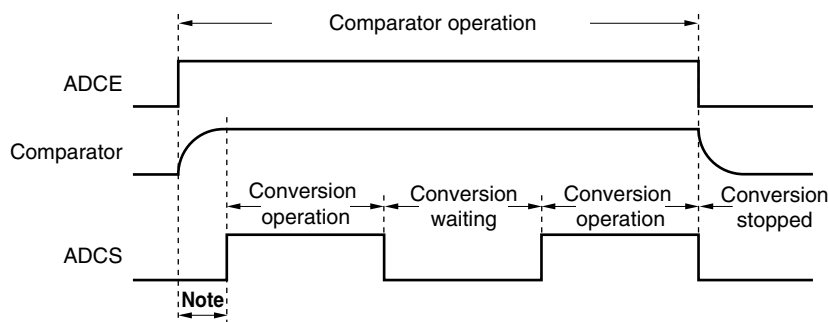 Comparator operation
ADCE
Comparator
Conversion operation
Conversion waiting
Conversion operation
Conversion stopped
ADCS
Note